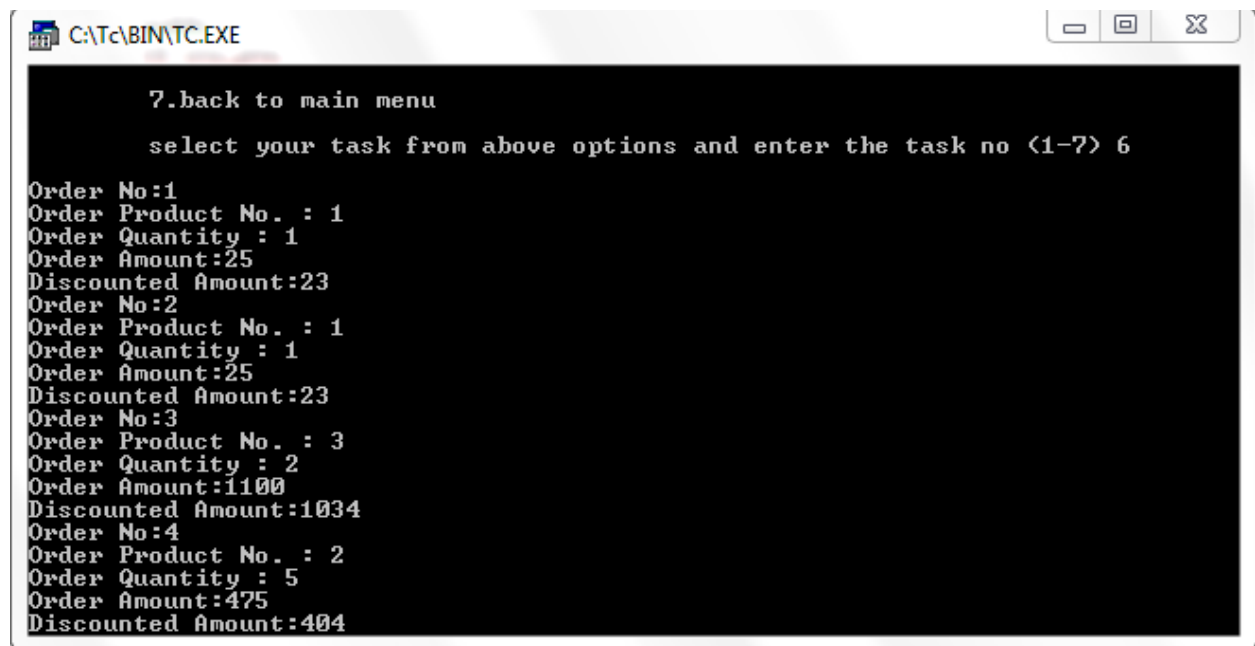 C:\Tc\BIN\TC.EXE
7.back to main menu
select your task from above options and enter the task no (1-7) 6
Order No:1
Order Product No. : 1
Order Quantity : 1
Order Amount:25
Discounted Amount:23
Order No:2
Order Product No. : 1
Order Quantity : 1
Order Amount:25
Discounted Amount:23
Order No:3
Order Product No. : 3
Order Quantity : 2
Order Amount:1100
Discounted Amount:1034
Order No:4
Order Product No. : 2
Order Quantity : 5
Order Amount:475
Discounted Amount:404